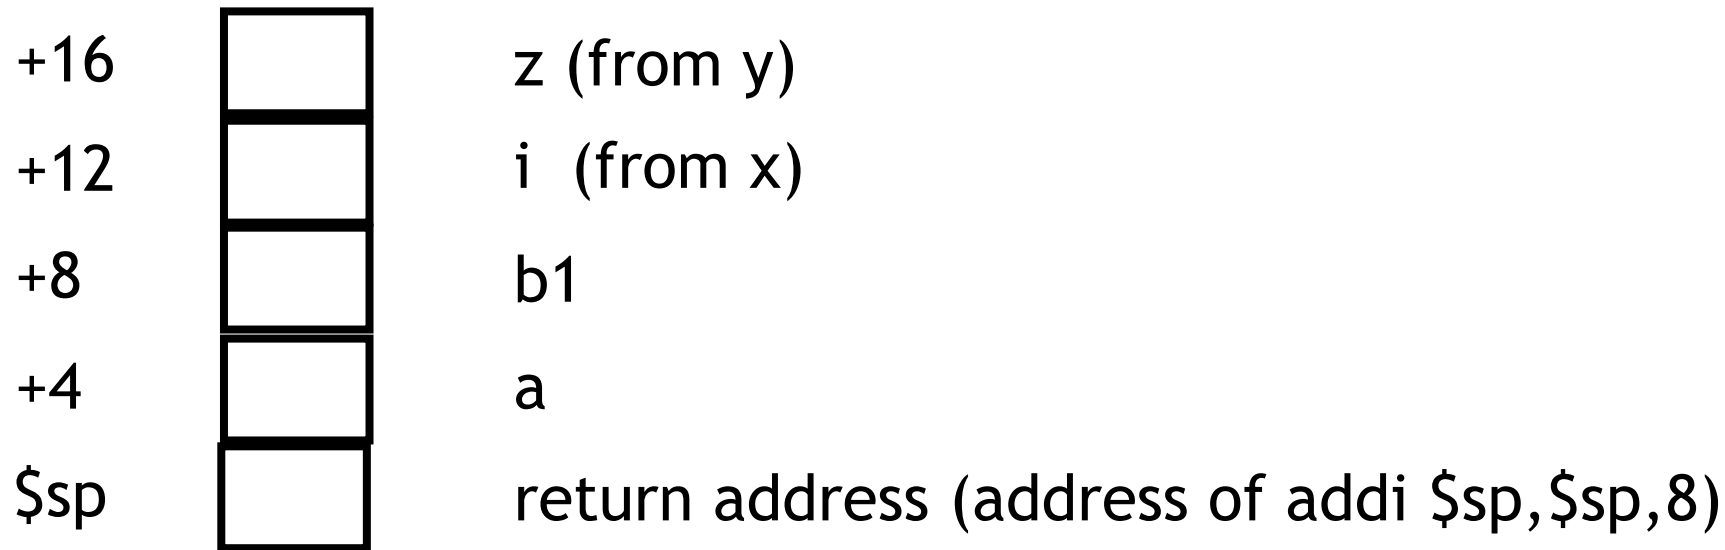 +16 z (from y)
+12 i (from x)
+8 b1
+4 a
$sp return address (address of addi $sp,$sp,8)